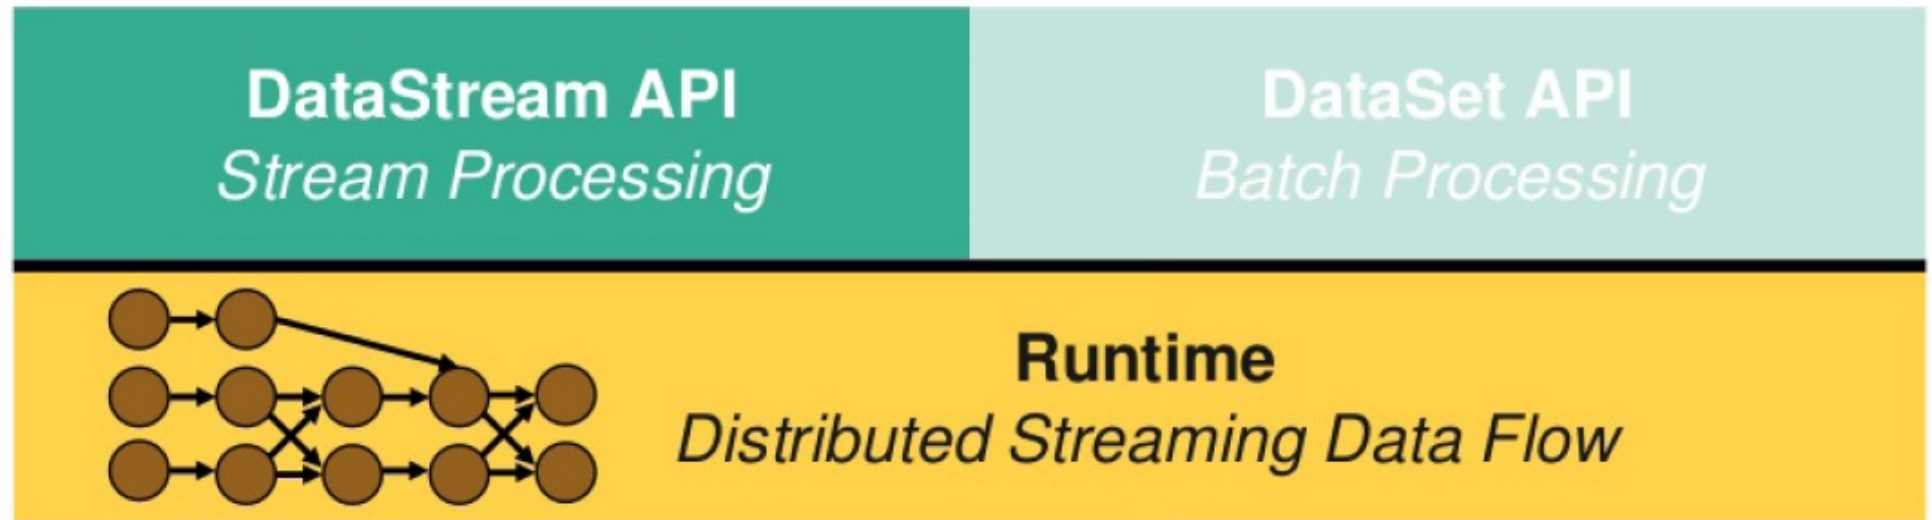 DataStream API
Stream Processing
DataSet API
Batch Processing
Runtime
Distributed Streaming Data Flow